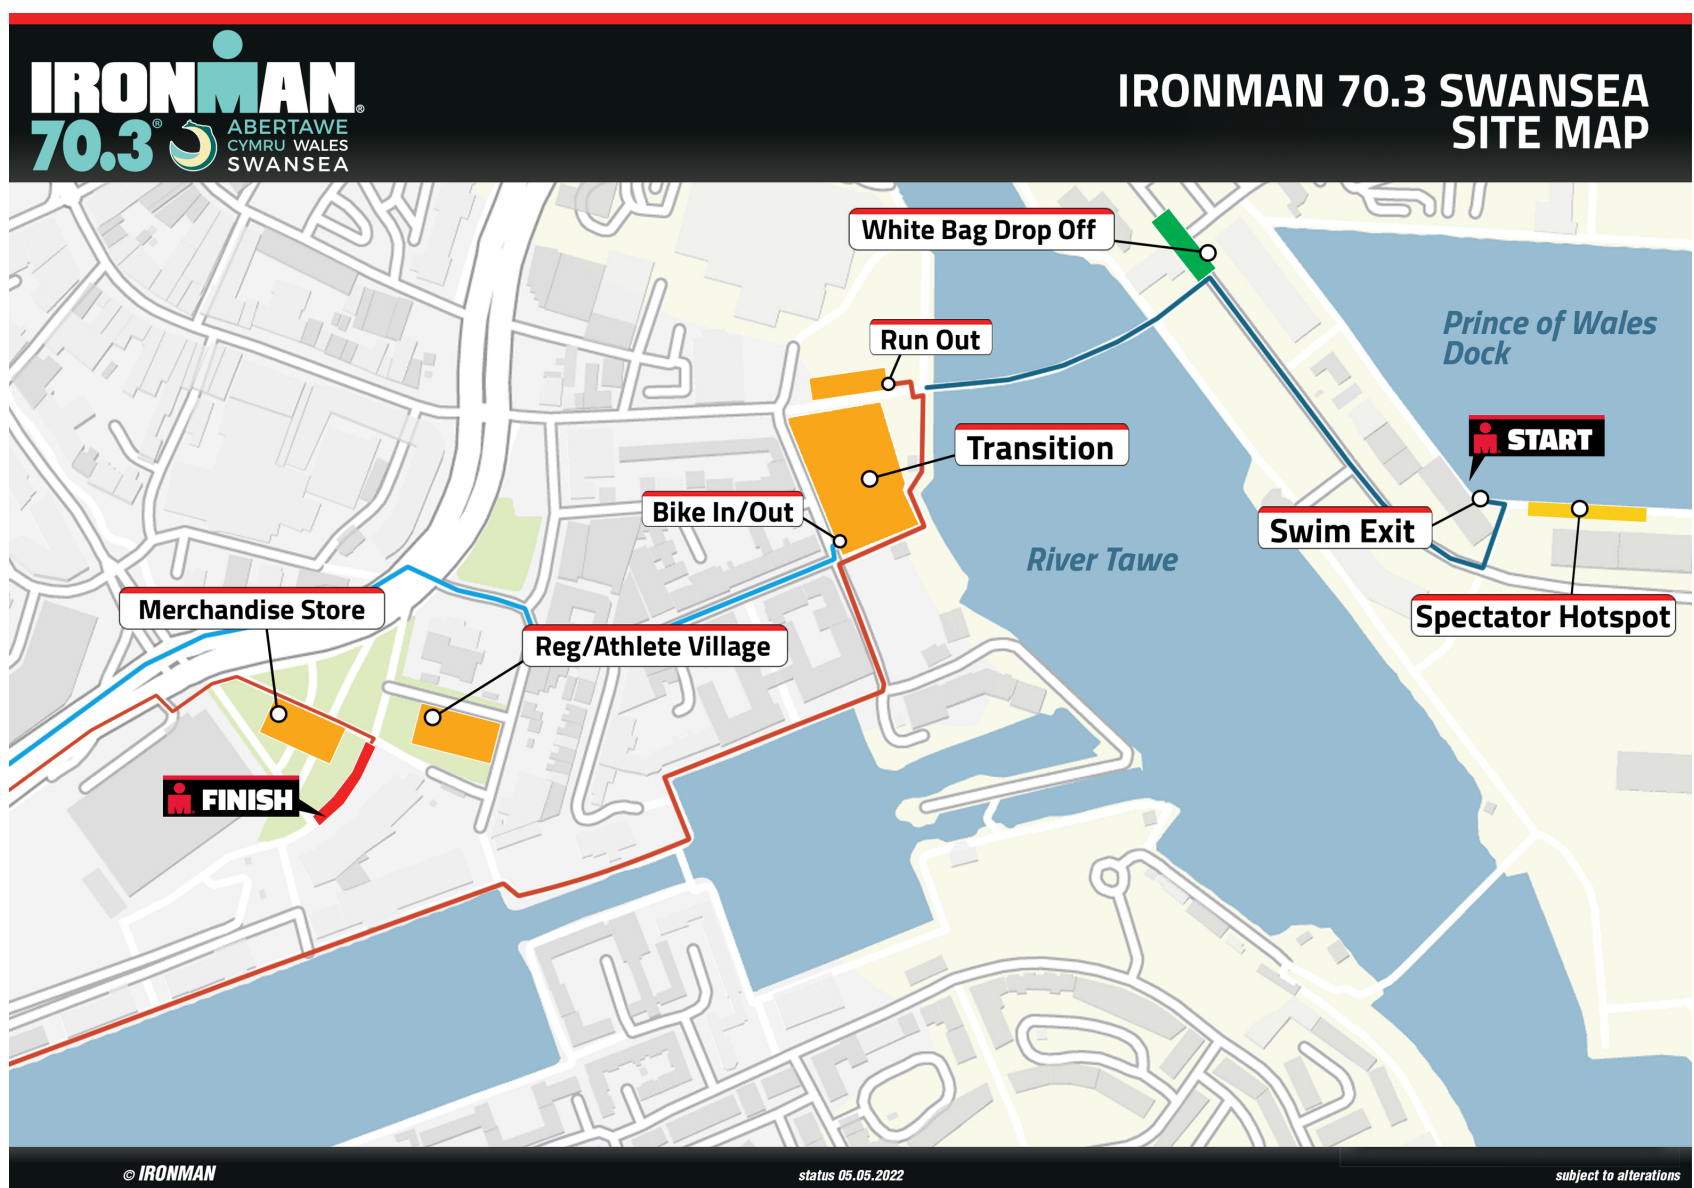 IRONMAN®
70.3®
ABERTAWE
CYMRU WALES
SWANSEA
IRONMAN 70.3 SWANSEA
SITE MAP
White Bag Drop Off
Run Out
Prince of Wales
Dock
START
Transition
Bike In/Out
Swim Exit
River Tawe
Merchandise Store
Spectator Hotspot
Reg/Athlete Village
FINISH
© IRONMAN
status 05.05.2022
subject to alterations